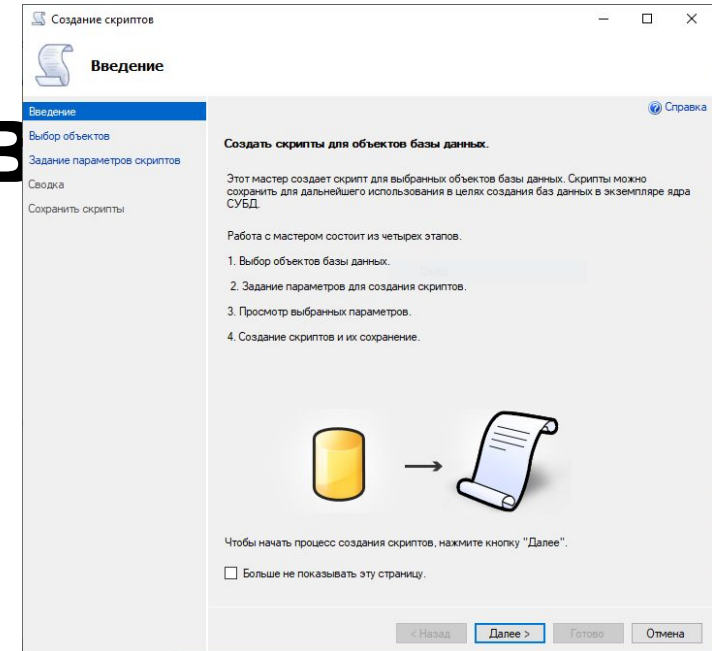 Создание скриптов
Введение
Введение
Выбор объектов
Задание параметров скриптов
Сводка
Сохранить скрипты
Справка
Создать скрипты для объектов базы данных.
Этот мастер создает скрипт для выбранных объектов базы данных. Скрипты можно
сохранить для дальнейшего использования в целях создания баз данных в экземпляре ядра
СУБД.
Работа с мастером состоит из четырех этапов.
1. Выбор объектов базы данных.
2. Задание параметров для создания скриптов.
3. Просмотр выбранных параметров.
4. Создание скриптов и их сохранение.
Чтобы начать процесс создания скриптов, нажмите кнопку "Далее".
Больше не показывать эту страницу.
< Назад Далее > Готово Отмена